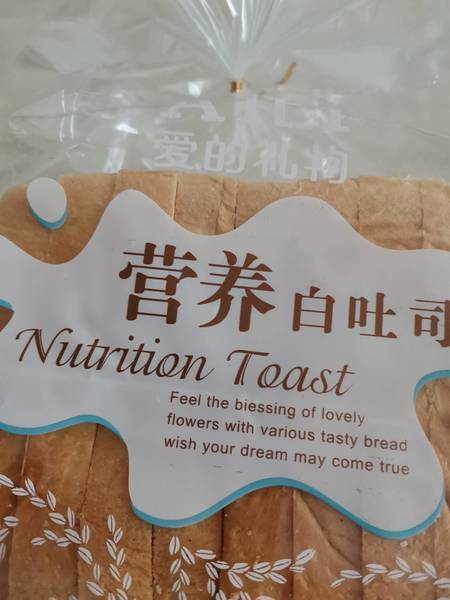 爱的礼物
营养白吐司
Nutrition Toast
Feel the biessing of lovely
flowers with various tasty bread
wish your dream may come true